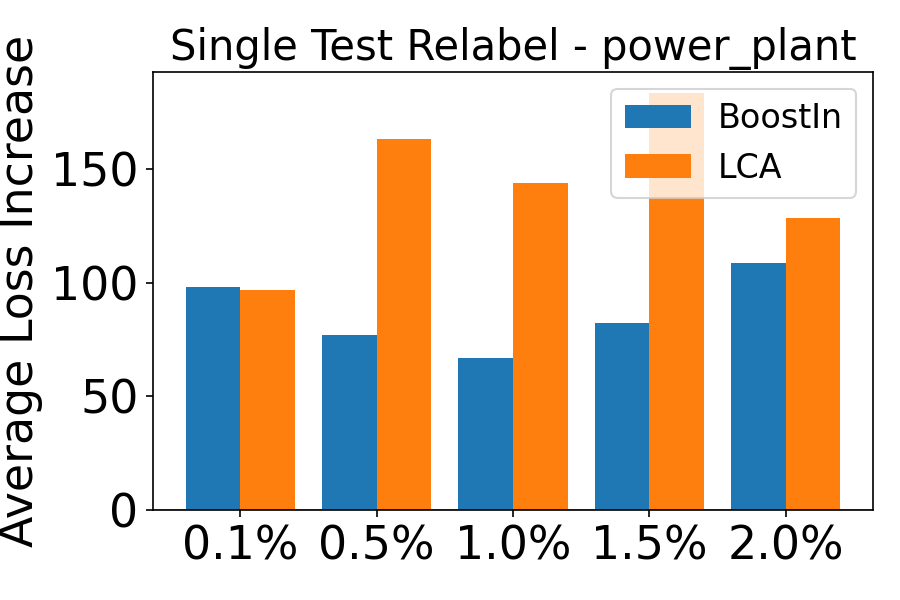 Single Test Relabel - power_plant
Average Loss Increase
150
100
50
0
BoostIn
LCA
0.1% 0.5% 1.0% 1.5% 2.0%